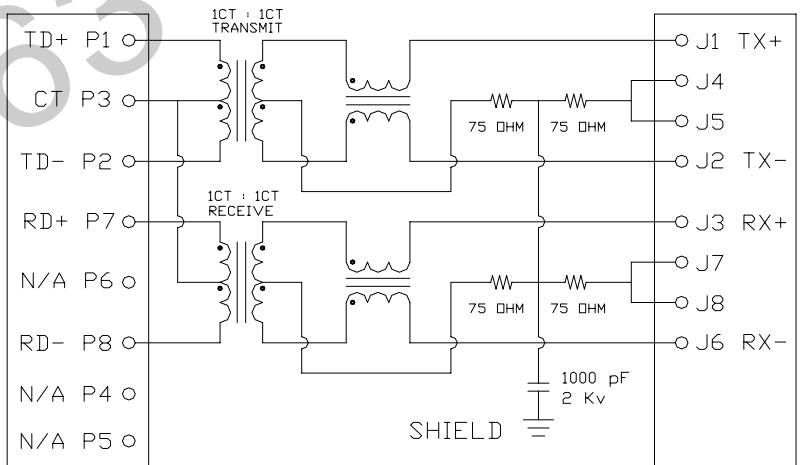 1CT : 1CT
TRANSMIT
TD+ P1
J1 TX+
J4
CT P3
75 OHM
75 OHM
J5
TD- P2
J2 TX-
1CT : 1CT
RECEIVE
RD+ P7
J3 RX+
J7
N/A P6
75 OHM
75 OHM
J8
RD- P8
J6 RX-
1000 pF
2 Kv
N/A P4
SHIELD
N/A P5